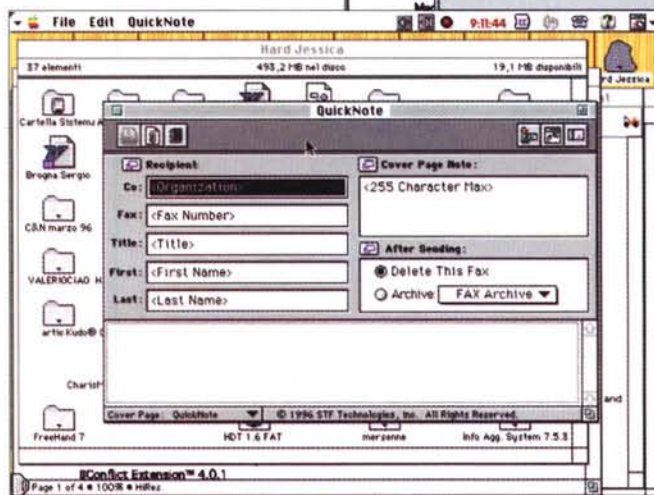 File Edit QuickNote 9:11:44
Hard Jessica
37 elementi 493,2 MB nel disco 19,1 MB disponibili
rd Jessica
QuickNote
Cartella Sistema A
Recipient: Cover Page Note:
Co: <Organization> <255 Character Max>
Brogna Sergio
Fax: <Fax Number>
C&N marzo 96
Title: <Title> After Sending:
First: <First Name> Delete This Fax
VALERIOCIAO H
Last: <Last Name> Archive: FAX Archive
artic Kudo®
Charist
and
Cover Page: QuickNote © 1996 STF Technologies, Inc. All Rights Reserved.
FreeHand 7 HDT 1.6 FAT mersenne Info Agg. System 7.5.3
Conflict Extension™ 4.0.1
Page 1 of 4 100% HiRez